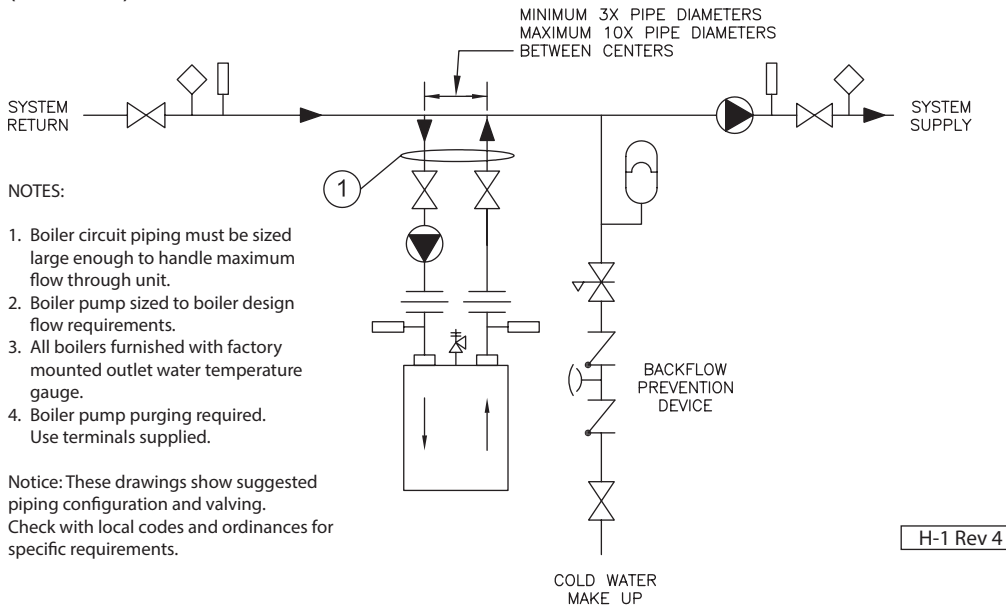 MINIMUM 3X PIPE DIAMETERS
MAXIMUM 10X PIPE DIAMETERS
BETWEEN CENTERS
SYSTEM
RETURN
SYSTEM
SUPPLY
1
NOTES:
1. Boiler circuit piping must be sized
large enough to handle maximum
flow through unit.
2. Boiler pump sized to boiler design
flow requirements.
3. All boilers furnished with factory
mounted outlet water temperature
gauge.
4. Boiler pump purging required.
Use terminals supplied.
Notice: These drawings show suggested
piping configuration and valving.
Check with local codes and ordinances for
specific requirements.
BACKFLOW
PREVENTION
DEVICE
COLD WATER
MAKE UP
H-1 Rev 4